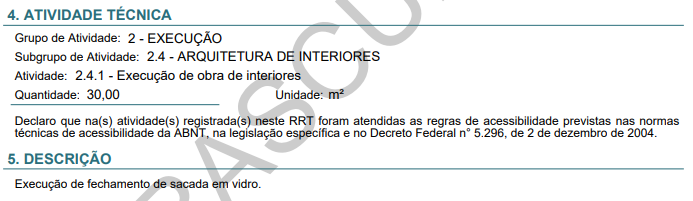 4. ATIVIDADE TÉCNICA
Grupo de Atividade: 2 - EXECUÇÃO
Subgrupo de Atividade: 2.4 - ARQUITETURA DE INTERIORES
Atividade: 2.4.1 - Execução de obra de interiores
Quantidade: 30,00 Unidade: m²
Declaro que na(s) atividade(s) registrada(s) neste RRT foram atendidas as regras de acessibilidade previstas nas normas
técnicas de acessibilidade da ABNT, na legislação específica e no Decreto Federal n° 5.296, de 2 de dezembro de 2004.
5. DESCRIÇÃO
Execução de fechamento de sacada em vidro.
RASCU